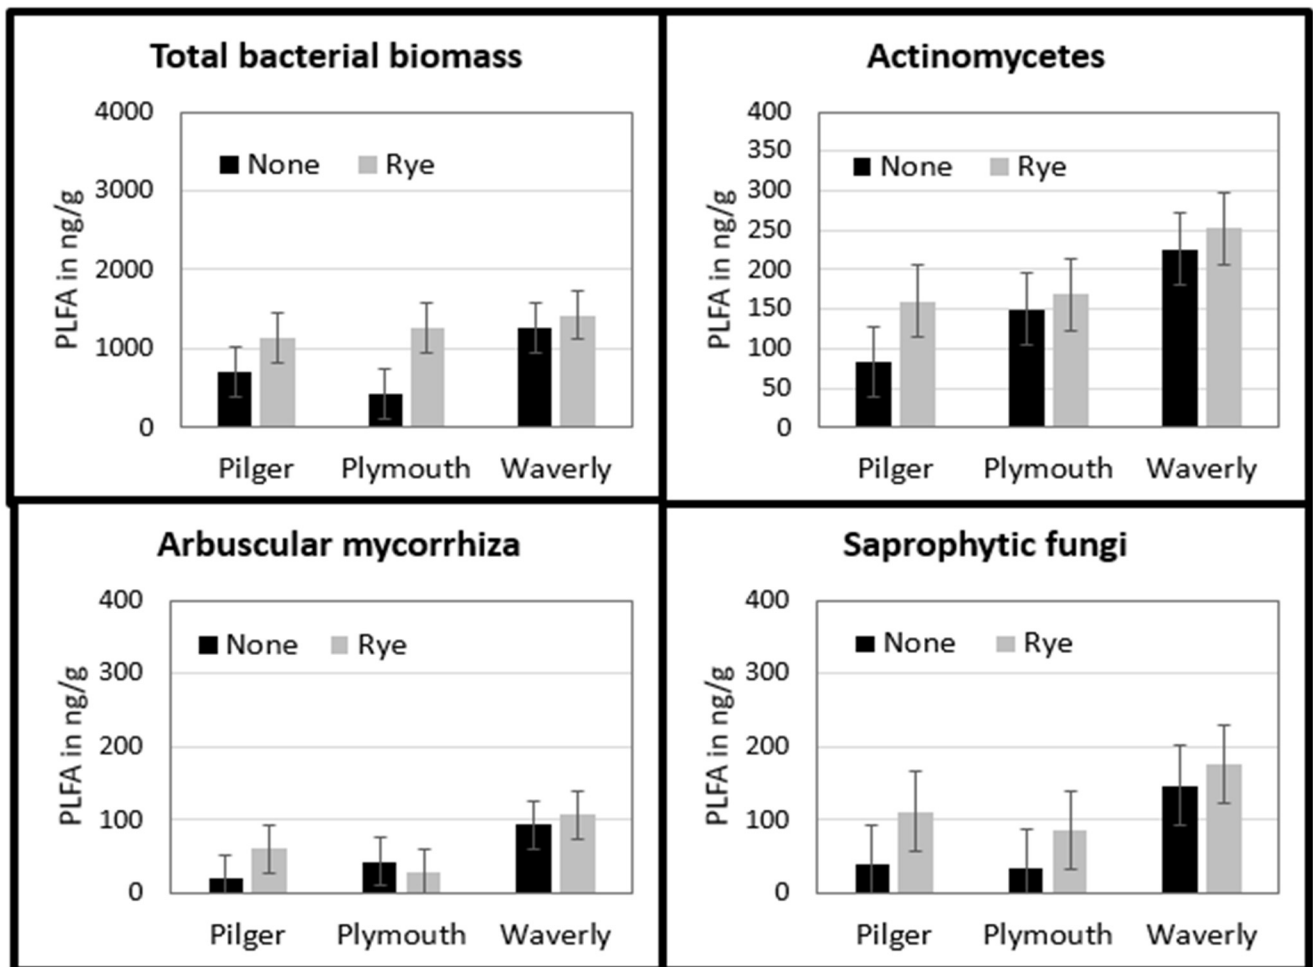 Total bacterial biomass
PLFA in ng/g
4000
3000
2000
1000
0
None Rye
Pilger Plymouth Waverly
Actinomycetes
PLFA in ng/g
400
350
300
250
200
150
100
50
0
None Rye
Pilger Plymouth Waverly
Arbuscular mycorrhiza
PLFA in ng/g
400
300
200
100
0
None Rye
Pilger Plymouth Waverly
Saprophytic fungi
PLFA in ng/g
400
300
200
100
0
None Rye
Pilger Plymouth Waverly